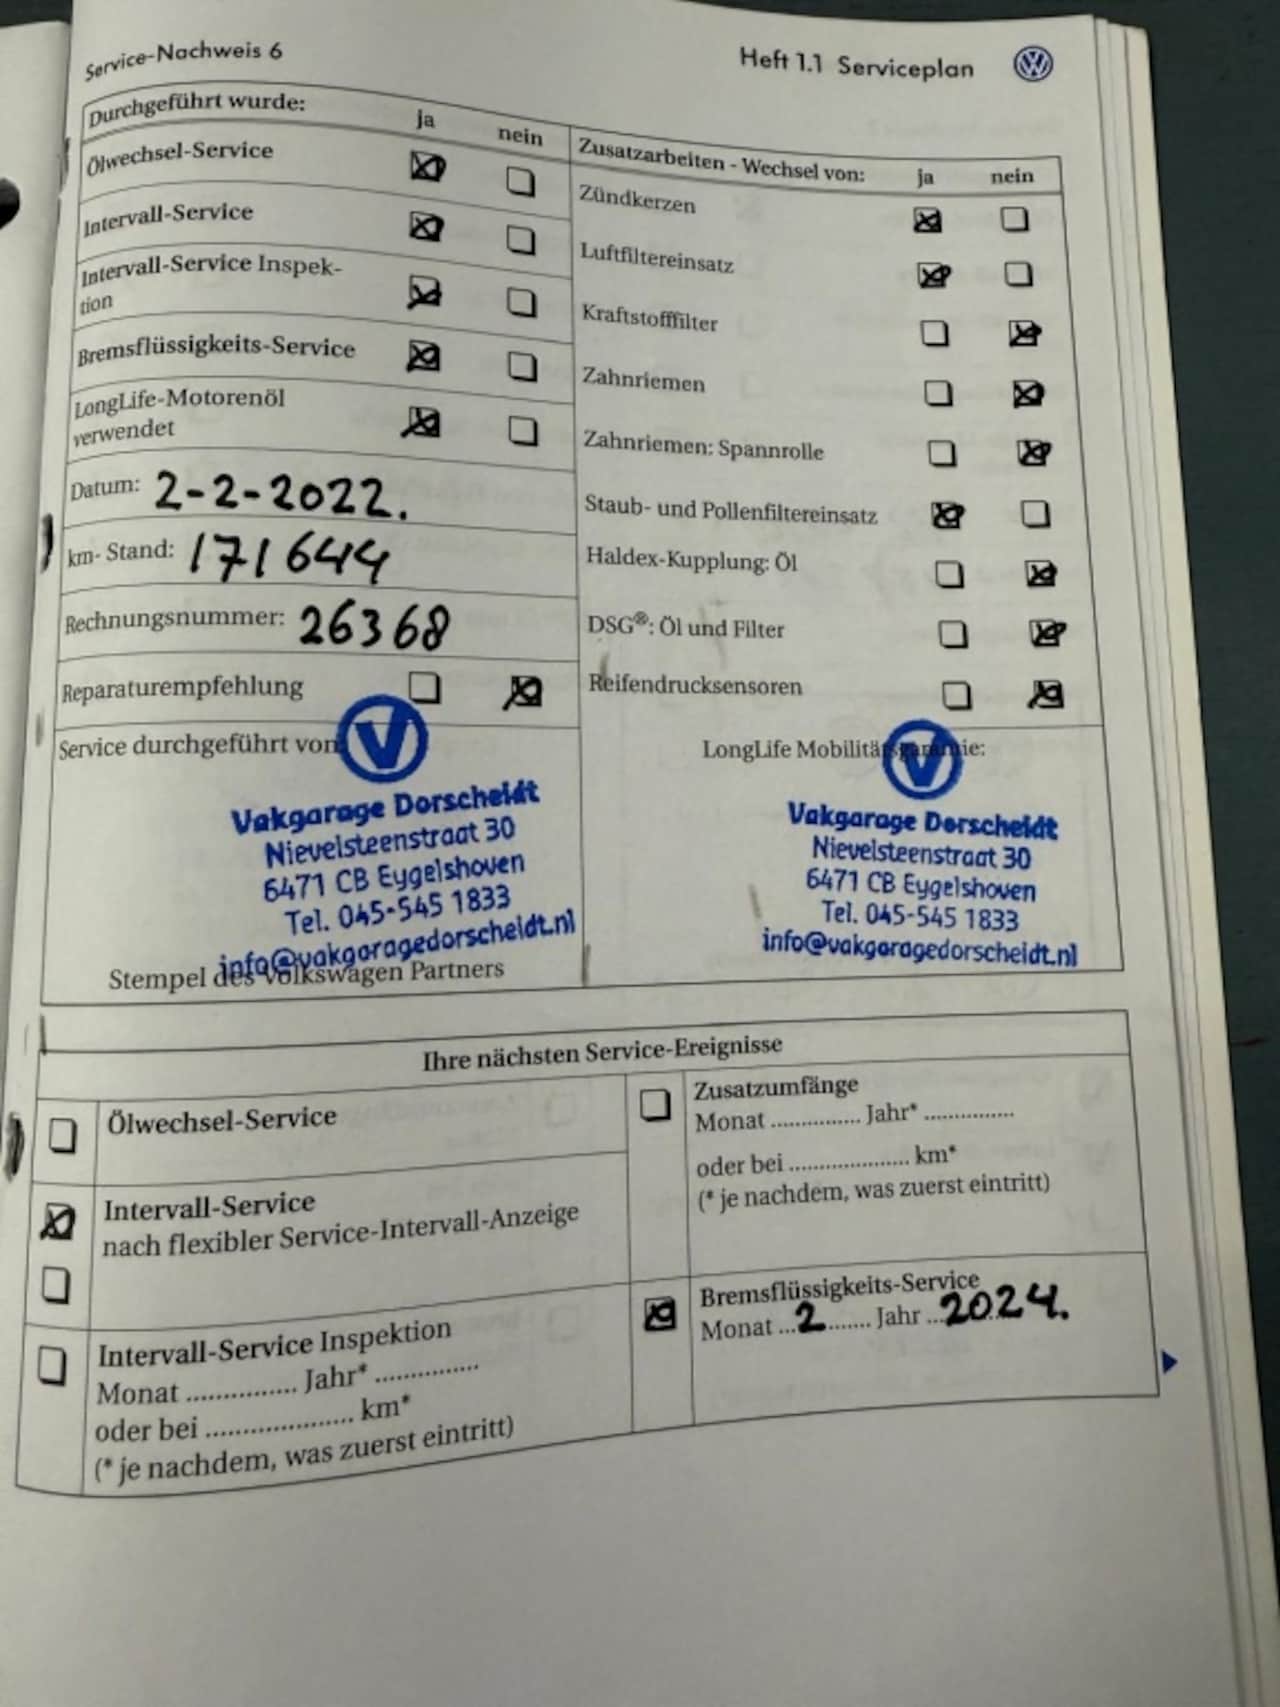 Service-Nachweis 6
Heft 1.1 Serviceplan
Durchgeführt wurde: ja nein
Ölwechsel-Service
Intervall-Service
Intervall-Service Inspek-
tion
Bremsflüssigkeits-Service
LongLife-Motorenöl
verwendet
Datum: 2-2-2022.
km- Stand: 171644
Rechnungsnummer: 26368
Reparaturempfehlung
Zusatzarbeiten - Wechsel von: ja nein
Zündkerzen
Luftfiltereinsatz
Kraftstofffilter
Zahnriemen
Zahnriemen: Spannrolle
Staub- und Pollenfiltereinsatz
Haldex-Kupplung: Öl
DSG®: Öl und Filter
Reifendrucksensoren
Service durchgeführt von:
V
Vakgarage Dorscheidt
Nievelsteenstraat 30
6471 CB Eygelshoven
Tel. 045-545 1833
info@vakgaragedorscheidt.nl
Stempel des Volkswagen Partners
LongLife Mobilitätsgarantie:
V
Vakgarage Dorscheidt
Nievelsteenstraat 30
6471 CB Eygelshoven
Tel. 045-545 1833
info@vakgaragedorscheidt.nl
Ihre nächsten Service-Ereignisse
Ölwechsel-Service
Intervall-Service
nach flexibler Service-Intervall-Anzeige
Intervall-Service Inspektion
Monat ............... Jahr* ..............
oder bei .................... km*
(* je nachdem, was zuerst eintritt)
Zusatzumfänge
Monat ............... Jahr* ...............
oder bei .................... km*
(* je nachdem, was zuerst eintritt)
Bremsflüssigkeits-Service
Monat ...2....... Jahr ...2024.